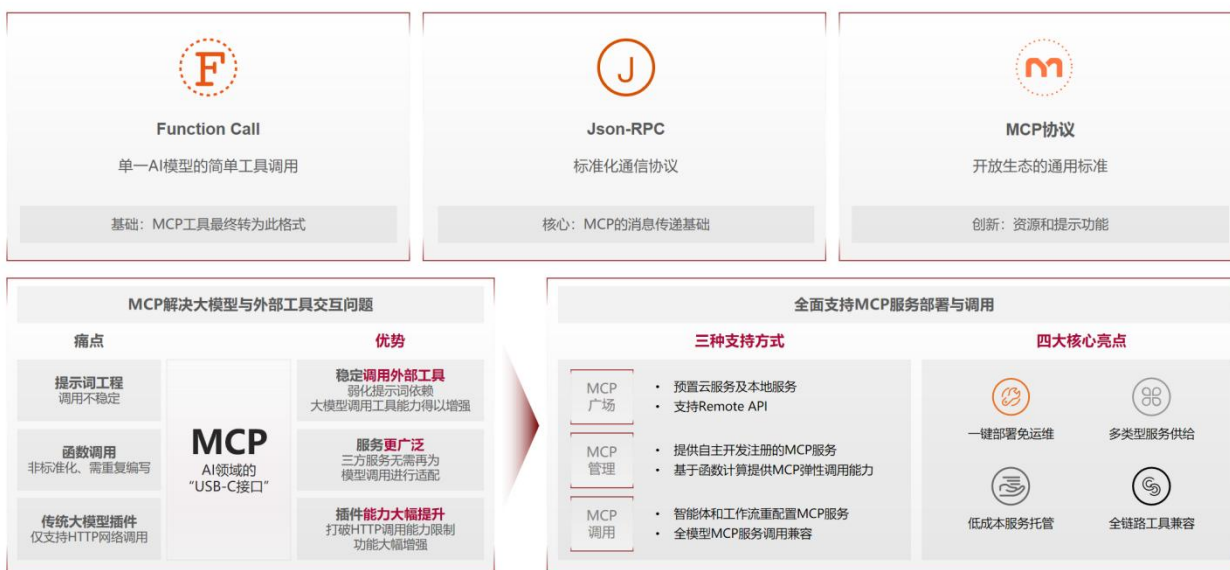 F
Function Call
单一AI模型的简单工具调用
基础：MCP工具最终转为此格式
J
Json-RPC
标准化通信协议
核心：MCP的消息传递基础
m
MCP协议
开放生态的通用标准
创新：资源和提示功能
MCP解决大模型与外部工具交互问题
痛点
提示词工程
调用不稳定
函数调用
非标准化、需重复编写
传统大模型插件
仅支持HTTP网络调用
MCP
AI领域的
“USB-C接口”
优势
稳定调用外部工具
弱化提示词依赖
大模型调用工具能力得以增强
服务更广泛
三方服务无需再为
模型调用进行适配
插件能力大幅提升
打破HTTP调用能力限制
功能大幅增强
全面支持MCP服务部署与调用
三种支持方式
MCP
广场
• 预置云服务及本地服务
• 支持Remote API
MCP
管理
• 提供自主开发注册的MCP服务
• 基于函数计算提供MCP弹性调用能力
MCP
调用
• 智能体和工作流重配置MCP服务
• 全模型MCP服务调用兼容
四大核心亮点
一键部署免运维
多类型服务供给
低成本服务托管
全链路工具兼容